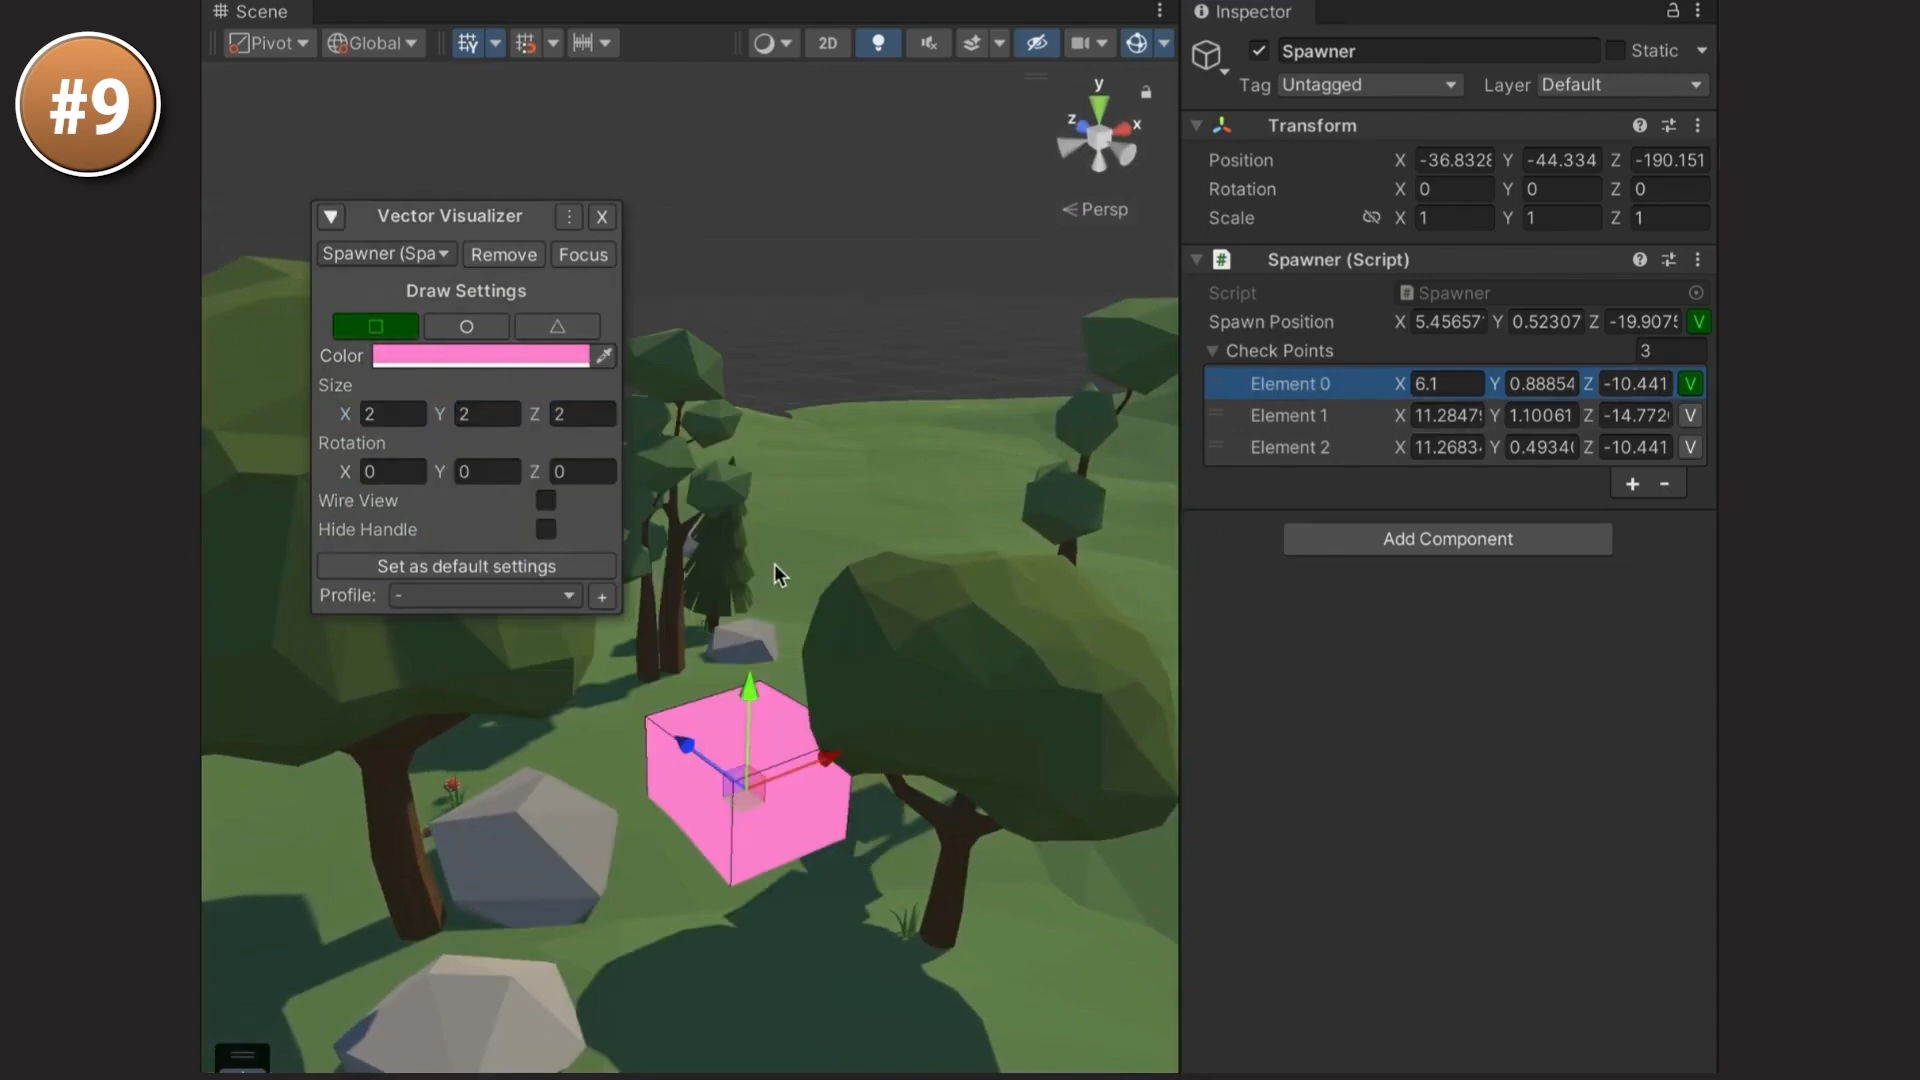 #9
Scene
Pivot
Global
2D
y
z
x
Persp
Vector Visualizer
X
Spawner (Spa
Remove
Focus
Draw Settings
Color
Size
X 2 Y 2 Z 2
Rotation
X 0 Y 0 Z 0
Wire View
Hide Handle
Set as default settings
Profile: - +
Inspector
Spawner Static
Tag Untagged Layer Default
Transform
Position X -36.8328 Y -44.334 Z -190.151
Rotation X 0 Y 0 Z 0
Scale X 1 Y 1 Z 1
# Spawner (Script)
Script Spawner
Spawn Position X 5.45657 Y 0.52307 Z -19.907 V
Check Points 3
Element 0 X 6.1 Y 0.88854 Z -10.441 V
Element 1 X 11.2847 Y 1.10061 Z -14.772 V
Element 2 X 11.2683 Y 0.4934 Z -10.441 V
+ -
Add Component